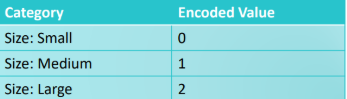 Category Encoded Value
Size: Small 0
Size: Medium 1
Size: Large 2